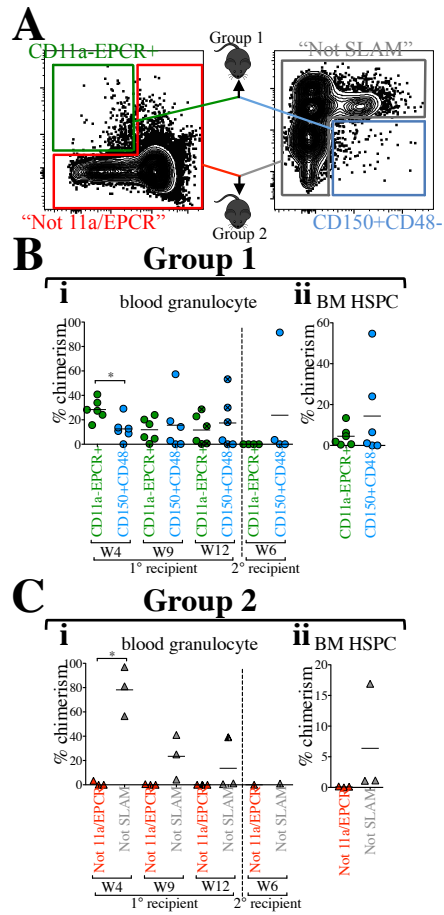 A
Group 1
CD11a-EPCR+
“Not SLAM”
“Not 11a/EPCR”
Group 2
CD150+CD48-
B
Group 1
i
blood granulocyte
ii
BM HSPC
% chimerism
100
80
60
40
20
0
*
% chimerism
60
40
20
0
CD11a-EPCR+
CD150+CD48-
CD11a-EPCR+
CD150+CD48-
CD11a-EPCR+
CD150+CD48-
CD11a-EPCR+
CD150+CD48-
CD11a-EPCR+
CD150+CD48-
W4
W9
W12
W6
1° recipient
2° recipient
C
Group 2
i
blood granulocyte
ii
BM HSPC
% chimerism
100
80
60
40
20
0
*
% chimerism
20
15
10
5
0
Not 11a/EPCR
Not SLAM
Not 11a/EPCR
Not SLAM
Not 11a/EPCR
Not SLAM
Not 11a/EPCR
Not SLAM
Not 11a/EPCR
Not SLAM
W4
W9
W12
W6
1° recipient
2° recipient